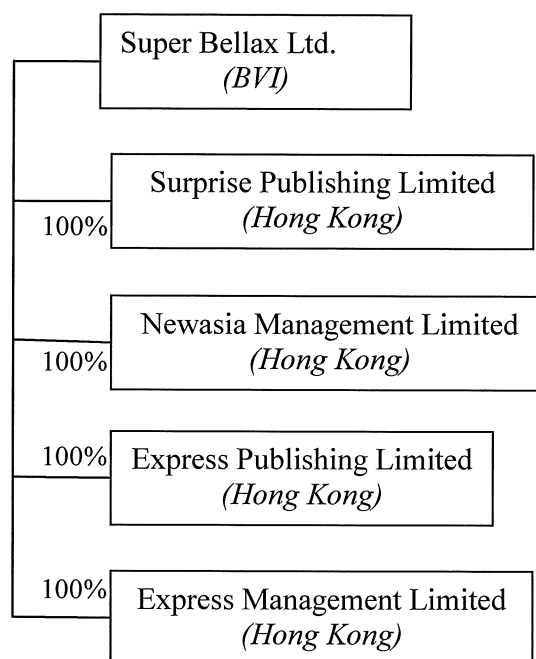 Super Bellax Ltd.
(BVI)
Surprise Publishing Limited
(Hong Kong)
100%
Newasia Management Limited
(Hong Kong)
100%
100%
Express Publishing Limited
(Hong Kong)
100%
Express Management Limited
(Hong Kong)